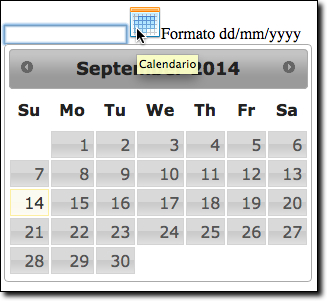 Formato dd/mm/yyyy
Calendario
September 2014
Su Mo Tu We Th Fr Sa
1 2 3 4 5 6
7 8 9 10 11 12 13
14 15 16 17 18 19 20
21 22 23 24 25 26 27
28 29 30